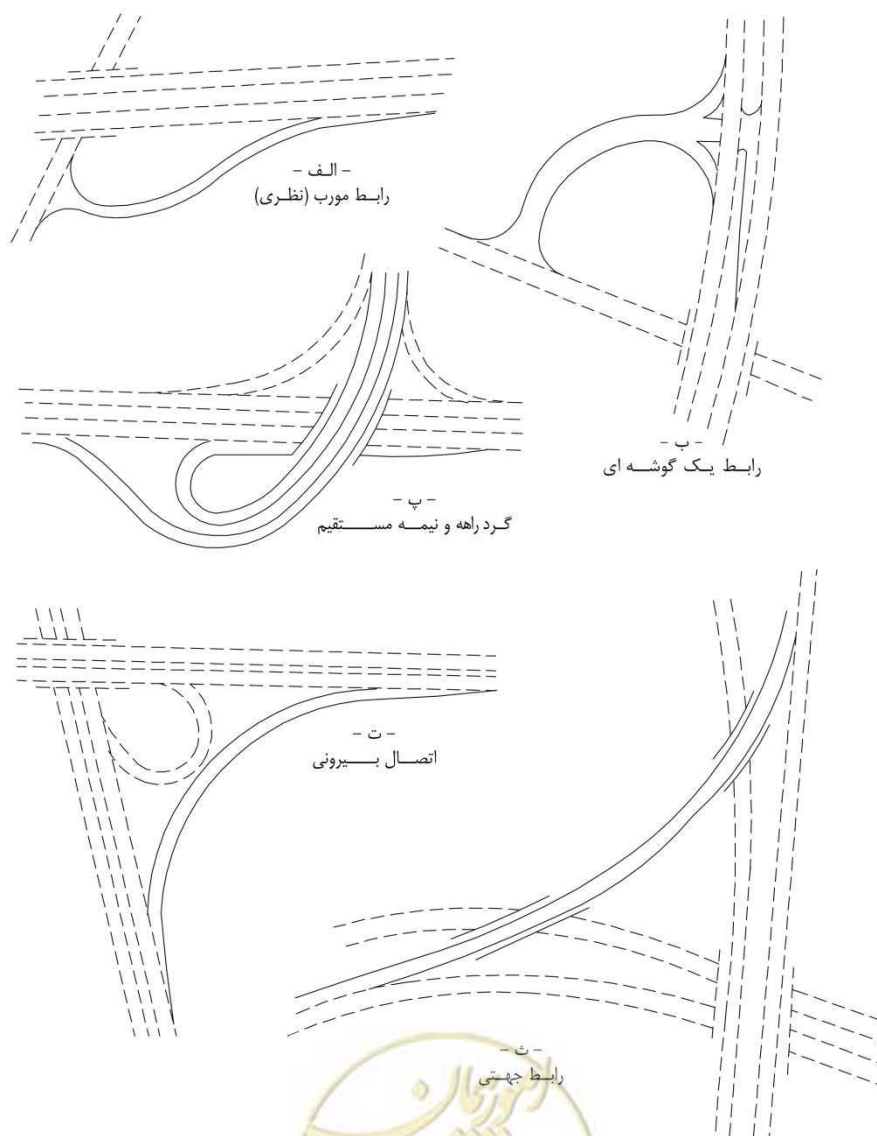 - الف -
رابط مورب (نظری)
- ب -
رابط یک گوشه ای
- پ -
گرد راهه و نیمه مستقیم
- ت -
اتصال بیرونی
- ث -
رابط جهتی